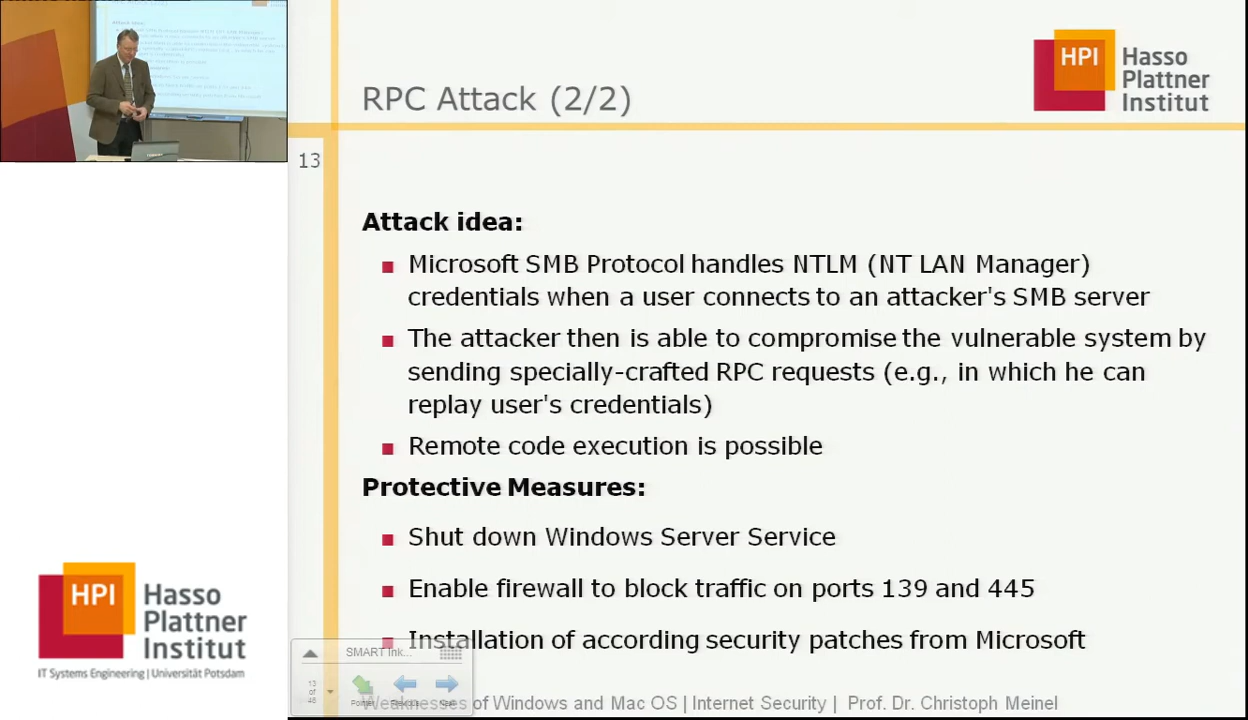 RPC Attack (2/2)
HPI
Hasso
Plattner
Institut
13
Attack idea:
Microsoft SMB Protocol handles NTLM (NT LAN Manager)
credentials when a user connects to an attacker's SMB server
The attacker then is able to compromise the vulnerable system by
sending specially-crafted RPC requests (e.g., in which he can
replay user's credentials)
Remote code execution is possible
Protective Measures:
Shut down Windows Server Service
Enable firewall to block traffic on ports 139 and 445
Installation of according security patches from Microsoft
Weaknesses of Windows and Mac OS | Internet Security | Prof. Dr. Christoph Meinel
SMART Ink...
13
of
48
Next
HPI
Hasso
Plattner
Institut
IT Systems Engineering | Universität Potsdam